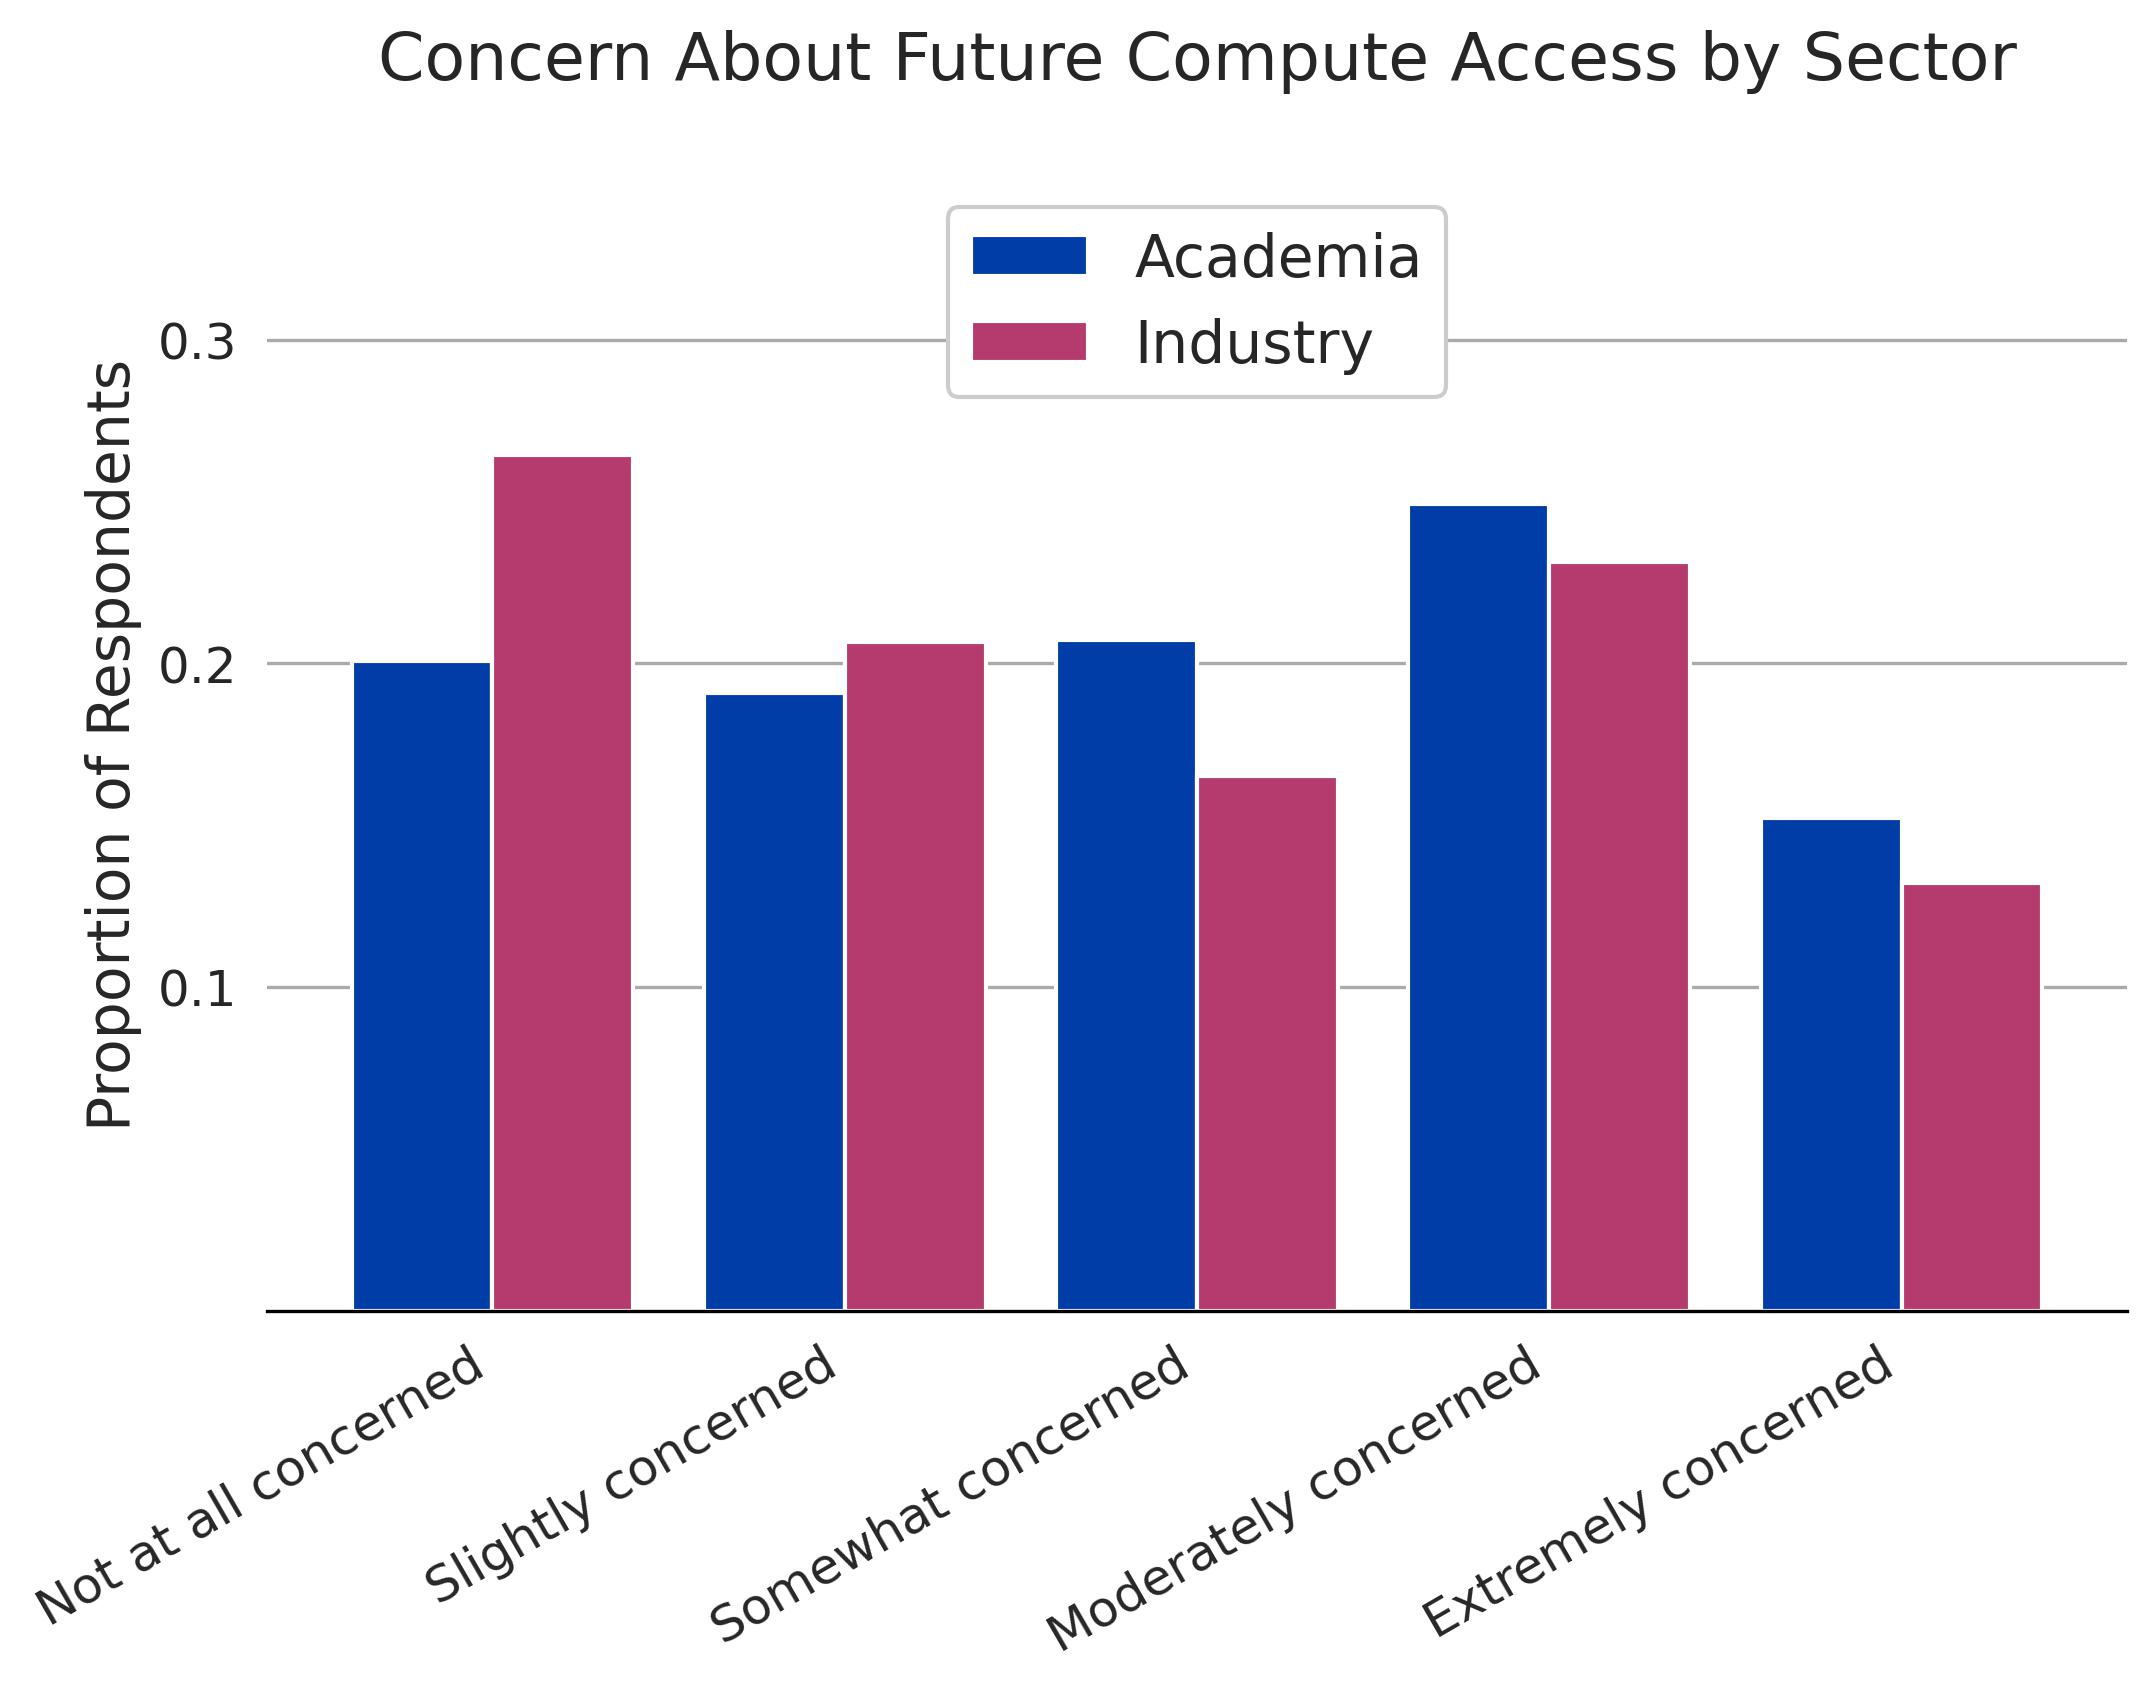 Concern About Future Compute Access by Sector
Academia
Industry
Proportion of Respondents
0.3
0.2
0.1
Not at all concerned
Slightly concerned
Somewhat concerned
Moderately concerned
Extremely concerned